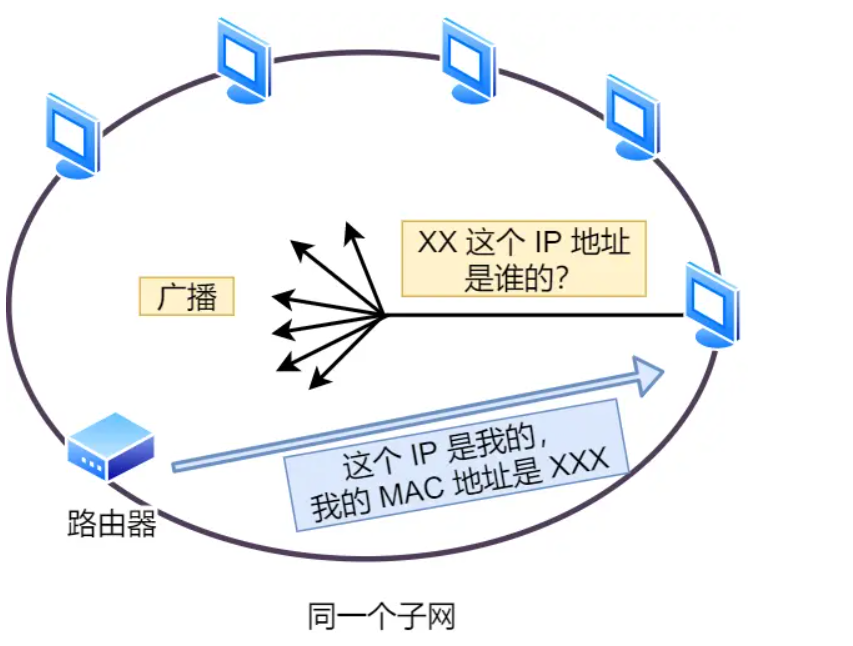 XX 这个 IP 地址
是谁的?
广播
这个 IP 是我的，
我的 MAC 地址是 XXX
路由器
同一个子网